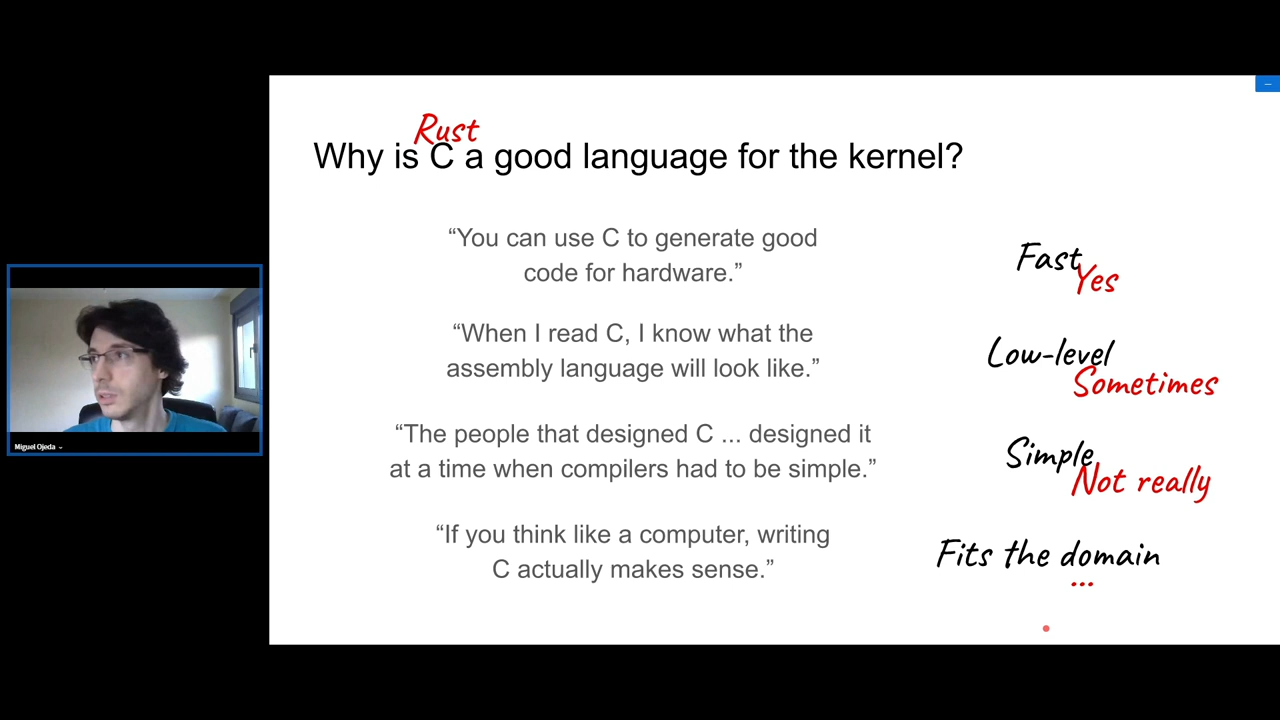 Rust
Why is C a good language for the kernel?
“You can use C to generate good
code for hardware.”
Fast
Yes
“When I read C, I know what the
assembly language will look like.”
Low-level
Sometimes
“The people that designed C ... designed it
at a time when compilers had to be simple.”
Simple
Not really
“If you think like a computer, writing
C actually makes sense.”
Fits the domain
...
Miguel Ojeda